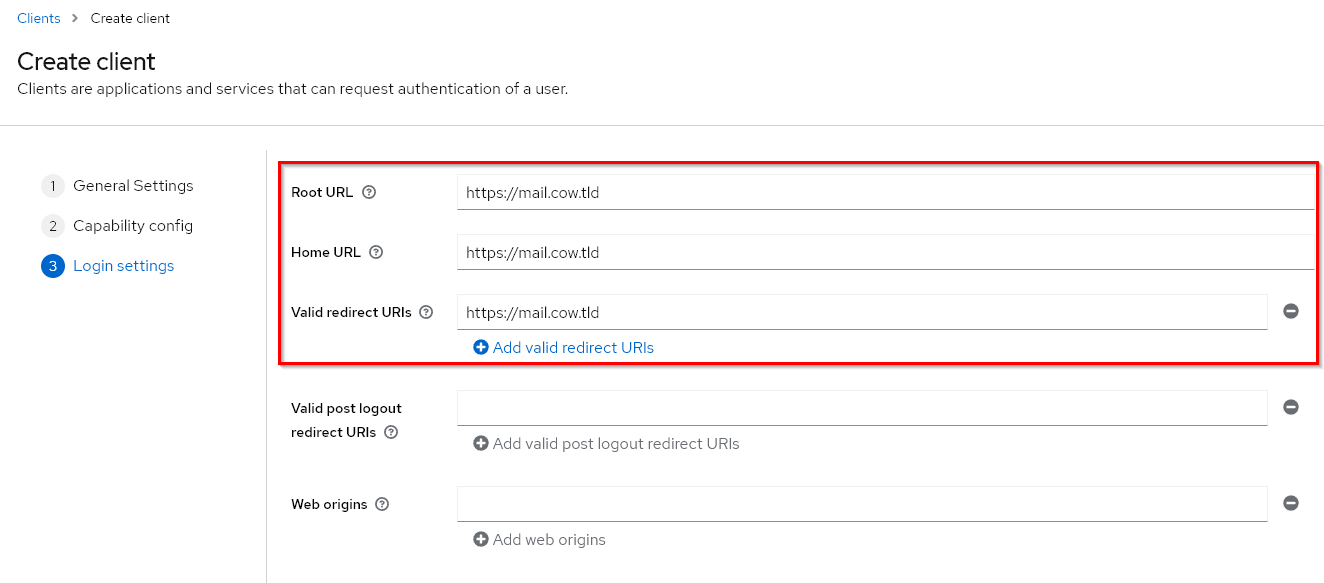 Clients > Create client
Create client
Clients are applications and services that can request authentication of a user.
1 General Settings
2 Capability config
3 Login settings
Root URL ? https://mail.cow.tld
Home URL ? https://mail.cow.tld
Valid redirect URIs ? https://mail.cow.tld
Add valid redirect URIs
Valid post logout
redirect URIs ?
Add valid post logout redirect URIs
Web origins ?
Add web origins